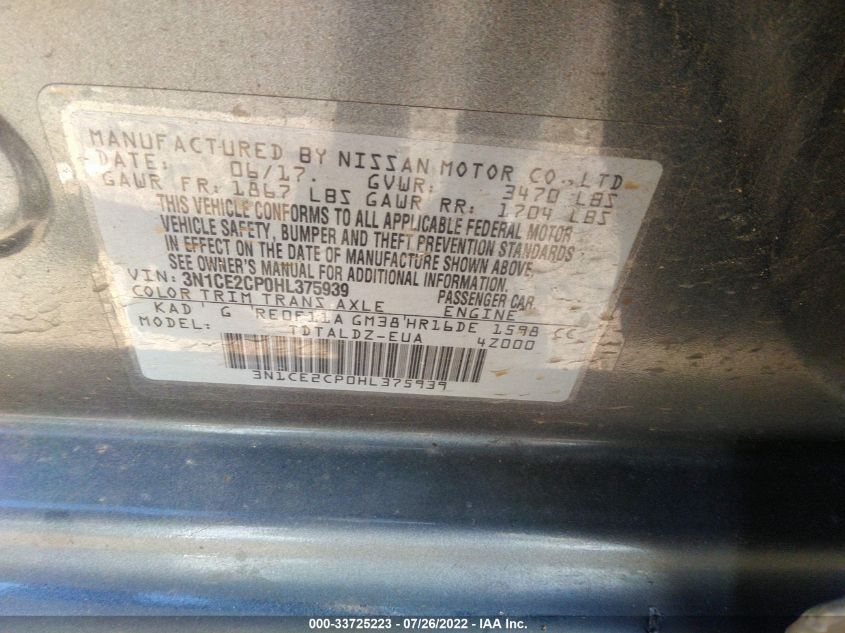 MANUFACTURED BY NISSAN MOTOR CO.,LTD
DATE: 06/17. GVWR: 3470 LBS
GAWR FR: 1867 LBS GAWR RR: 1704 LBS
THIS VEHICLE CONFORMS TO ALL APPLICABLE FEDERAL MOTOR
VEHICLE SAFETY, BUMPER AND THEFT PREVENTION STANDARDS
IN EFFECT ON THE DATE OF MANUFACTURE SHOWN ABOVE.
SEE OWNER'S MANUAL FOR ADDITIONAL INFORMATION.
VIN: 3N1CE2CP0HL375939 PASSENGER CAR
COLOR TRIM TRANS AXLE ENGINE
KAD G RE0F11A GM38 HR16DE 1598 CC
MODEL: TDTALDZ-EUA 4Z000
3N1CE2CP0HL375939
000-33725223 - 07/26/2022 - IAA Inc.